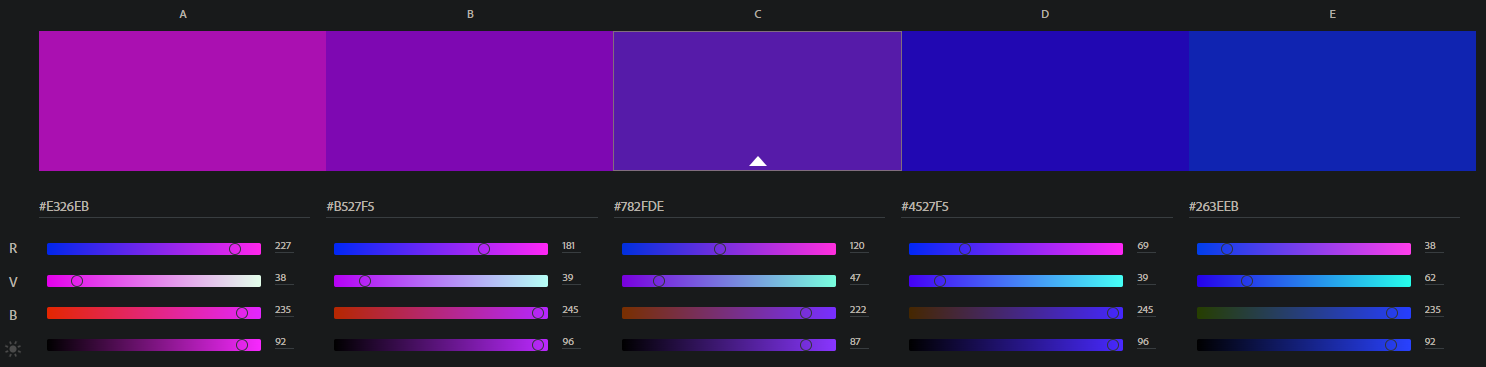 A B C D E
#E326EB #B527F5 #782FDE #4527F5 #263EEB
R 227 181 120 69 38
V 38 39 47 39 62
B 235 245 222 245 235
92 96 87 96 92